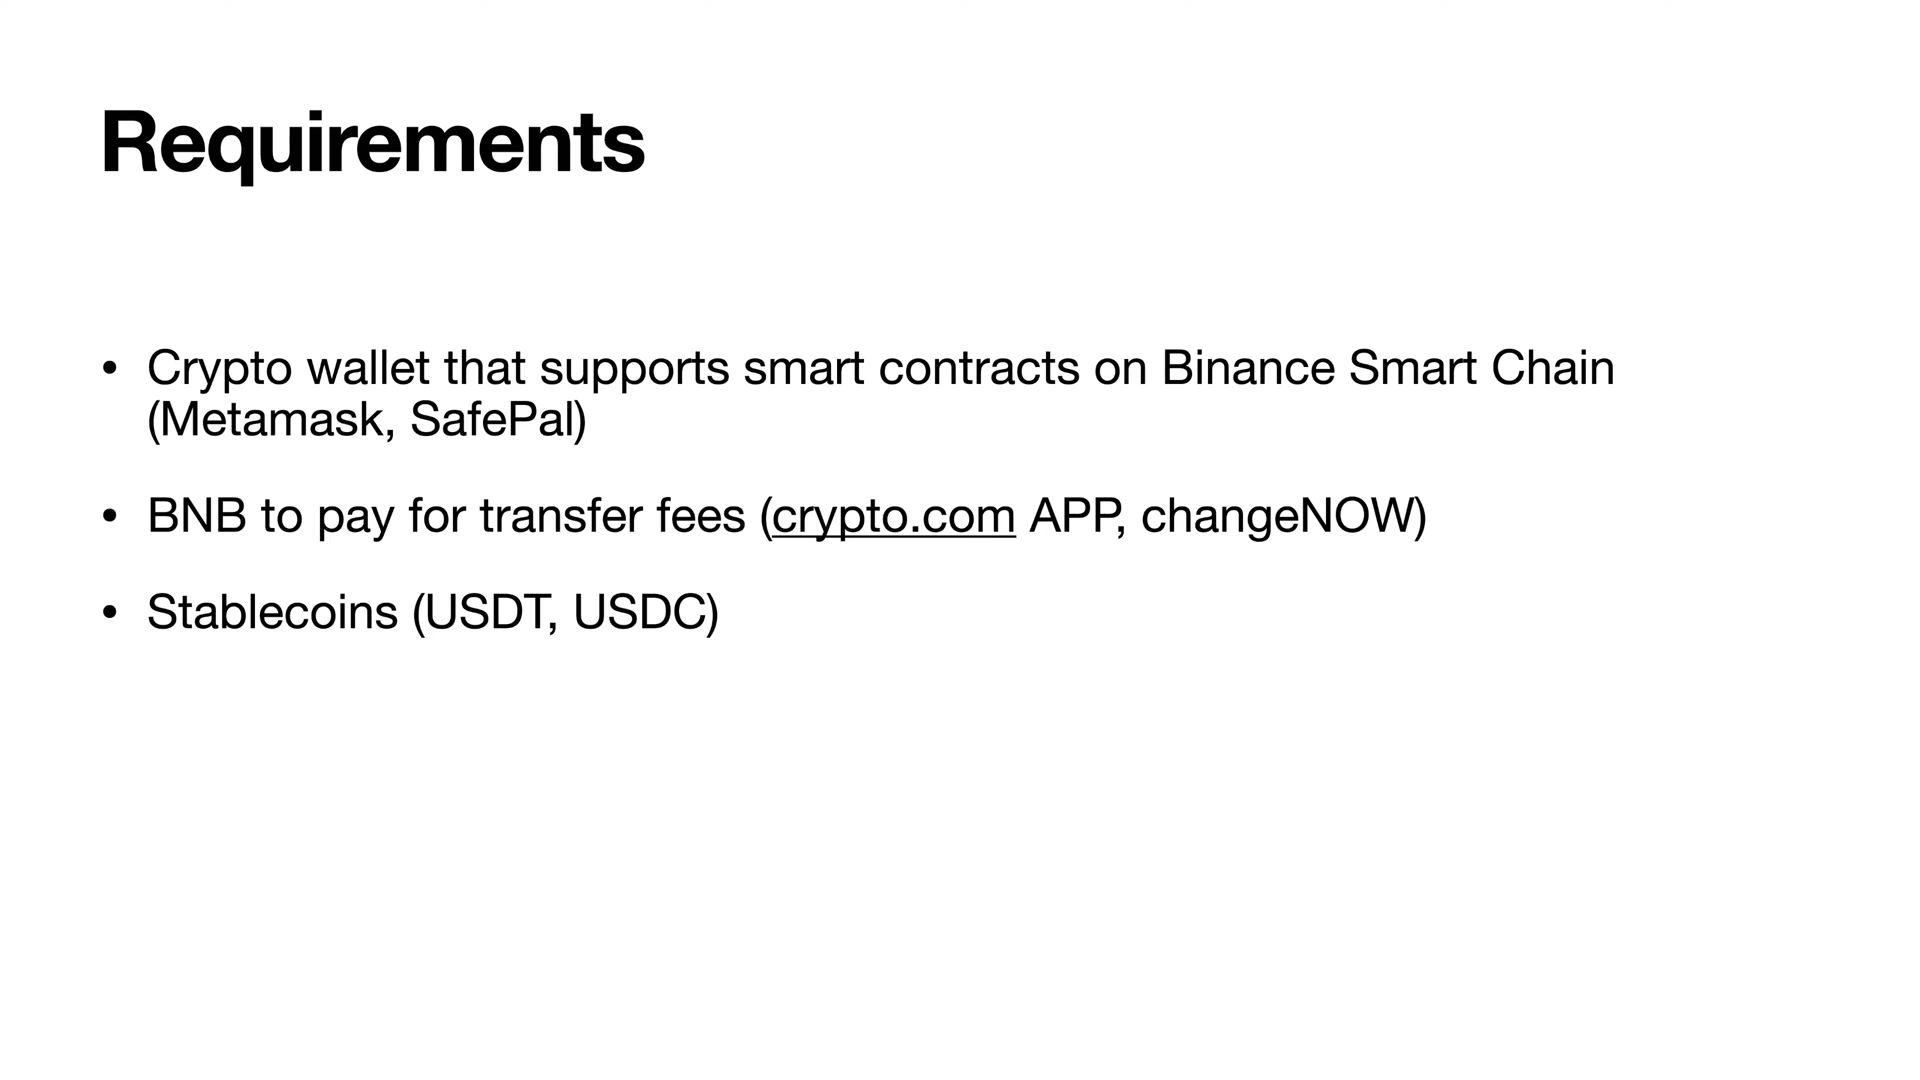 Requirements
• Crypto wallet that supports smart contracts on Binance Smart Chain
(Metamask, SafePal)
• BNB to pay for transfer fees (crypto.com APP, changeNOW)
• Stablecoins (USDT, USDC)